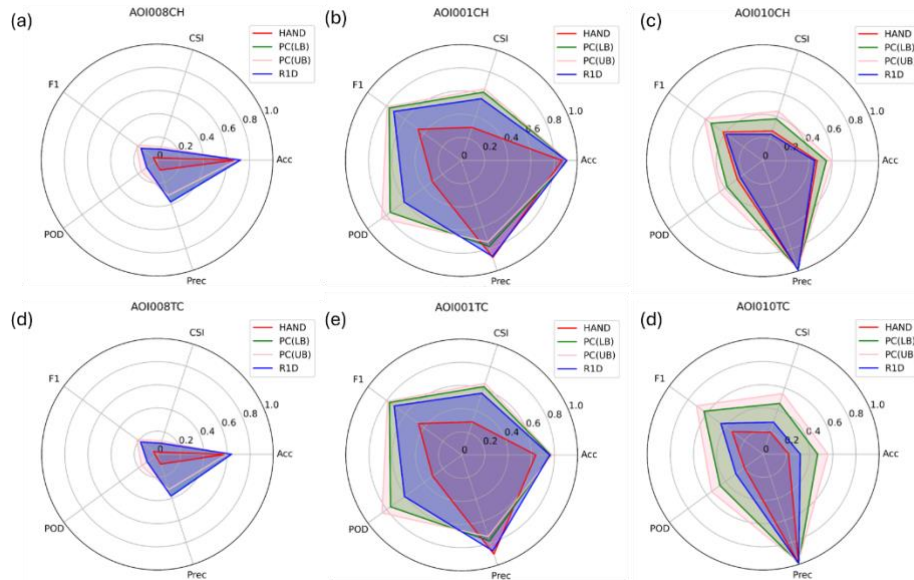 (a)
AOI008CH
CSI
HAND
PC(LB)
PC(UB)
R1D
F1
1.0
0.8
0.6
0.4
0.2
0
Acc
POD
Prec
(b)
AOI001CH
CSI
HAND
PC(LB)
PC(UB)
R1D
F1
1.0
0.8
0.6
0.4
0.2
0
Acc
POD
Prec
(c)
AOI010CH
CSI
HAND
PC(LB)
PC(UB)
R1D
F1
1.0
0.8
0.6
0.4
0.2
0
Acc
POD
Prec
(d)
AOI008TC
CSI
HAND
PC(LB)
PC(UB)
R1D
F1
1.0
0.8
0.6
0.4
0.2
0
Acc
POD
Prec
(e)
AOI001TC
CSI
HAND
PC(LB)
PC(UB)
R1D
F1
1.0
0.8
0.6
0.4
0.2
0
Acc
POD
Prec
(d)
AOI010TC
CSI
HAND
PC(LB)
PC(UB)
R1D
F1
1.0
0.8
0.6
0.4
0.2
0
Acc
POD
Prec